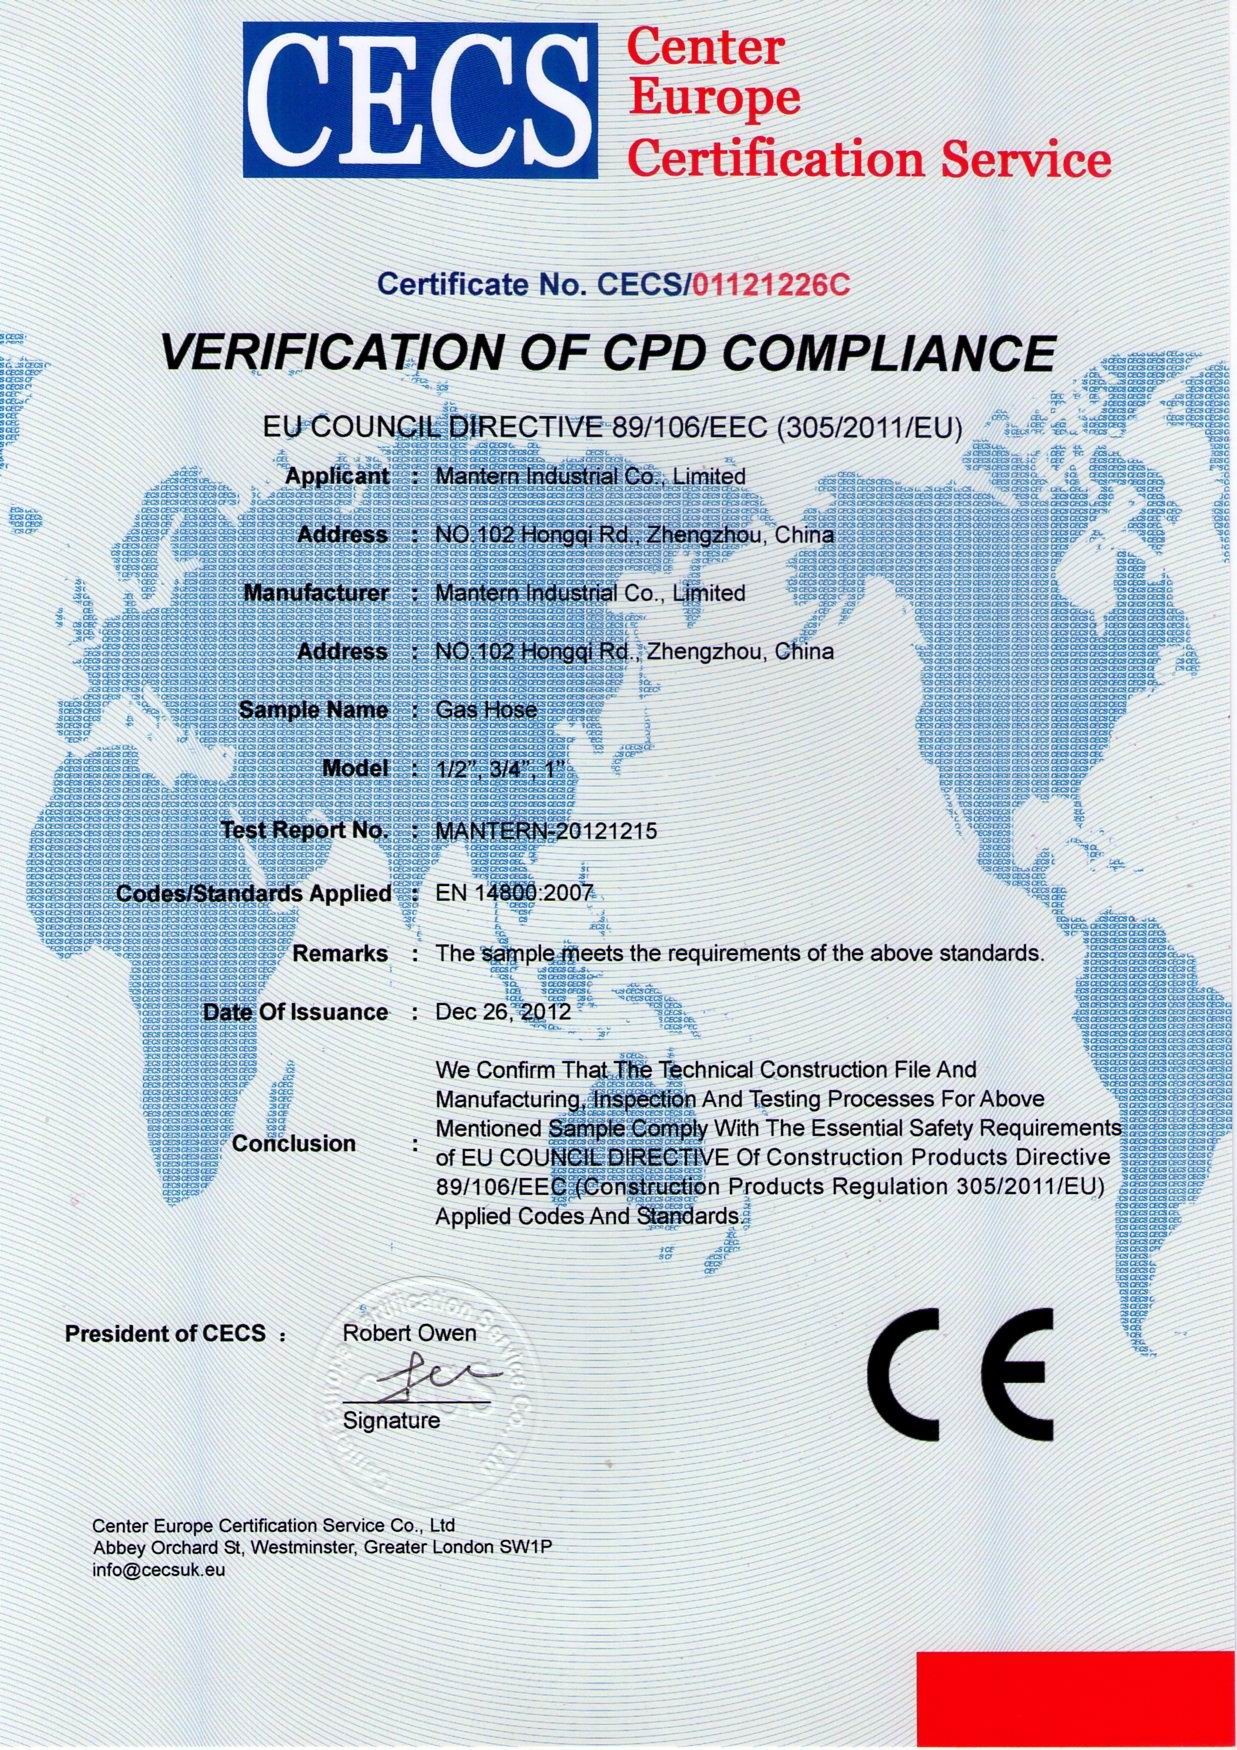 CECS
Center
Europe
Certification Service
Certificate No. CECS/01121226C
VERIFICATION OF CPD COMPLIANCE
EU COUNCIL DIRECTIVE 89/106/EEC (305/2011/EU)
Applicant : Mantern Industrial Co., Limited
Address : NO.102 Hongqi Rd., Zhengzhou, China
Manufacturer : Mantern Industrial Co., Limited
Address : NO.102 Hongqi Rd., Zhengzhou, China
Sample Name : Gas Hose
Model : 1/2”, 3/4”, 1”
Test Report No. : MANTERN-20121215
Codes/Standards Applied : EN 14800:2007
Remarks : The sample meets the requirements of the above standards.
Date Of Issuance : Dec 26, 2012
Conclusion :
We Confirm That The Technical Construction File And
Manufacturing, Inspection And Testing Processes For Above
Mentioned Sample Comply With The Essential Safety Requirements
of EU COUNCIL DIRECTIVE Of Construction Products Directive
89/106/EEC (Construction Products Regulation 305/2011/EU)
Applied Codes And Standards.
President of CECS :
Robert Owen
Signature
CE
Center Europe Certification Service Co., Ltd
Abbey Orchard St, Westminster, Greater London SW1P
info@cecsuk.eu